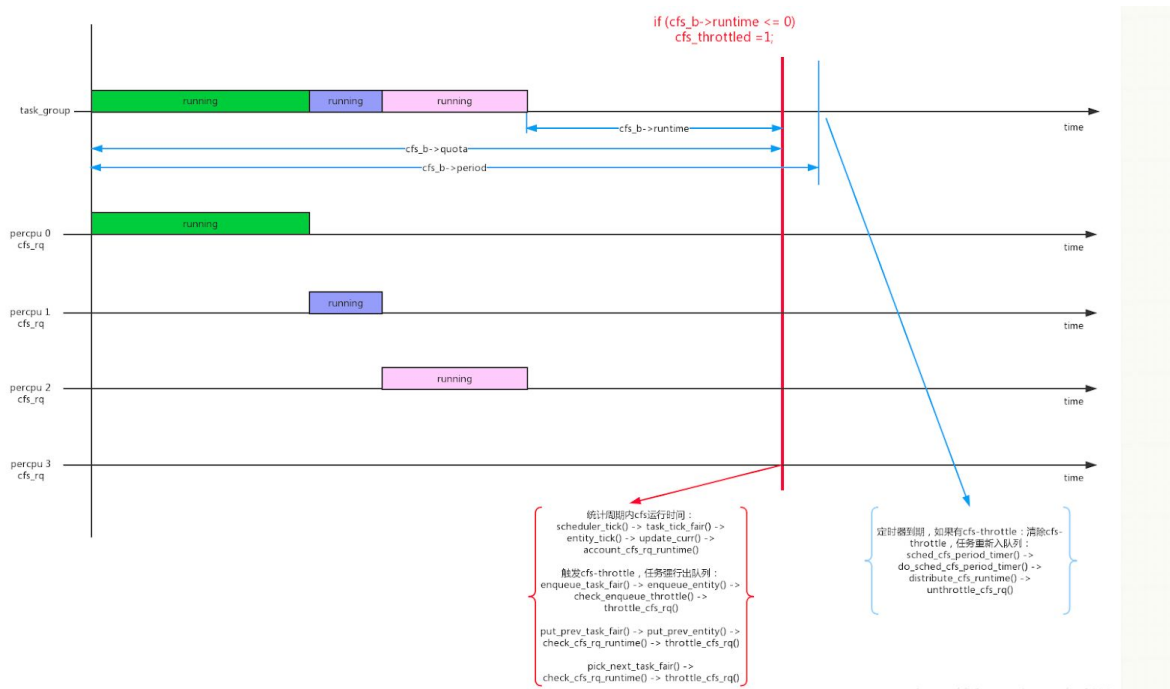 if (cfs_b->runtime <= 0)
cfs_throttled =1;
running
running
running
task_group
time
cfs_b->runtime
cfs_b->quota
cfs_b->period
running
percpu 0
cfs_rq
time
running
percpu 1
cfs_rq
time
running
percpu 2
cfs_rq
time
percpu 3
cfs_rq
time
统计周期内cfs运行时间：
scheduler_tick() -> task_tick_fair() ->
entity_tick() -> update_curr() ->
account_cfs_rq_runtime()
触发cfs-throttle，任务强行出队列：
enqueue_task_fair() -> enqueue_entity() ->
check_enqueue_throttle() ->
throttle_cfs_rq()
put_prev_task_fair() -> put_prev_entity() ->
check_cfs_rq_runtime() -> throttle_cfs_rq()
pick_next_task_fair() ->
check_cfs_rq_runtime() -> throttle_cfs_rq()
定时器到期，如果有cfs-throttle：清除cfs-
throttle，任务重新入队列：
sched_cfs_period_timer() ->
do_sched_cfs_period_timer() ->
distribute_cfs_runtime() ->
unthrottle_cfs_rq()